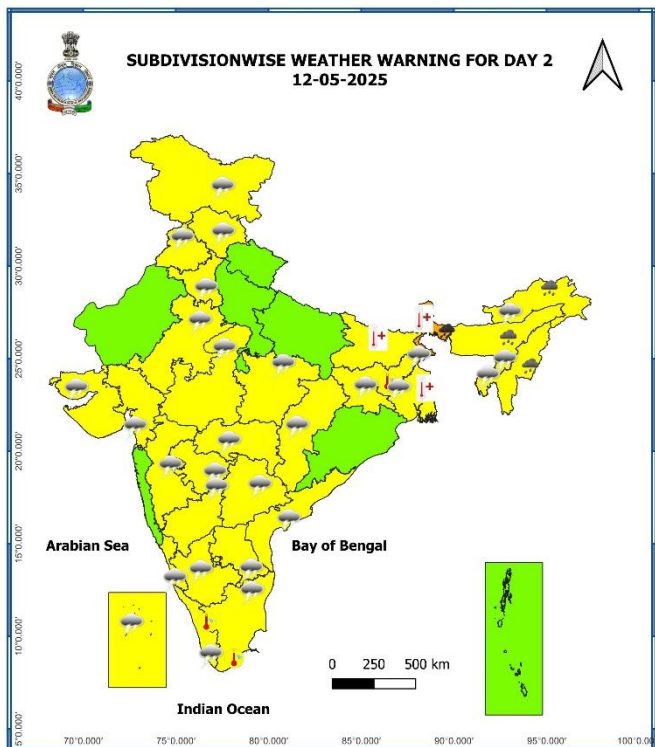 SUBDIVISIONWISE WEATHER WARNING FOR DAY 2
12-05-2025
40°0.000'
35°0.000'
30°0.000'
25°0.000'
20°0.000'
Arabian Sea
Bay of Bengal
15°0.000'
10°0.000'
0 250 500 km
Indian Ocean
5°0.000'
70°0.000' 75°0.000' 80°0.000' 85°0.000' 90°0.000' 95°0.000' 100°0.0